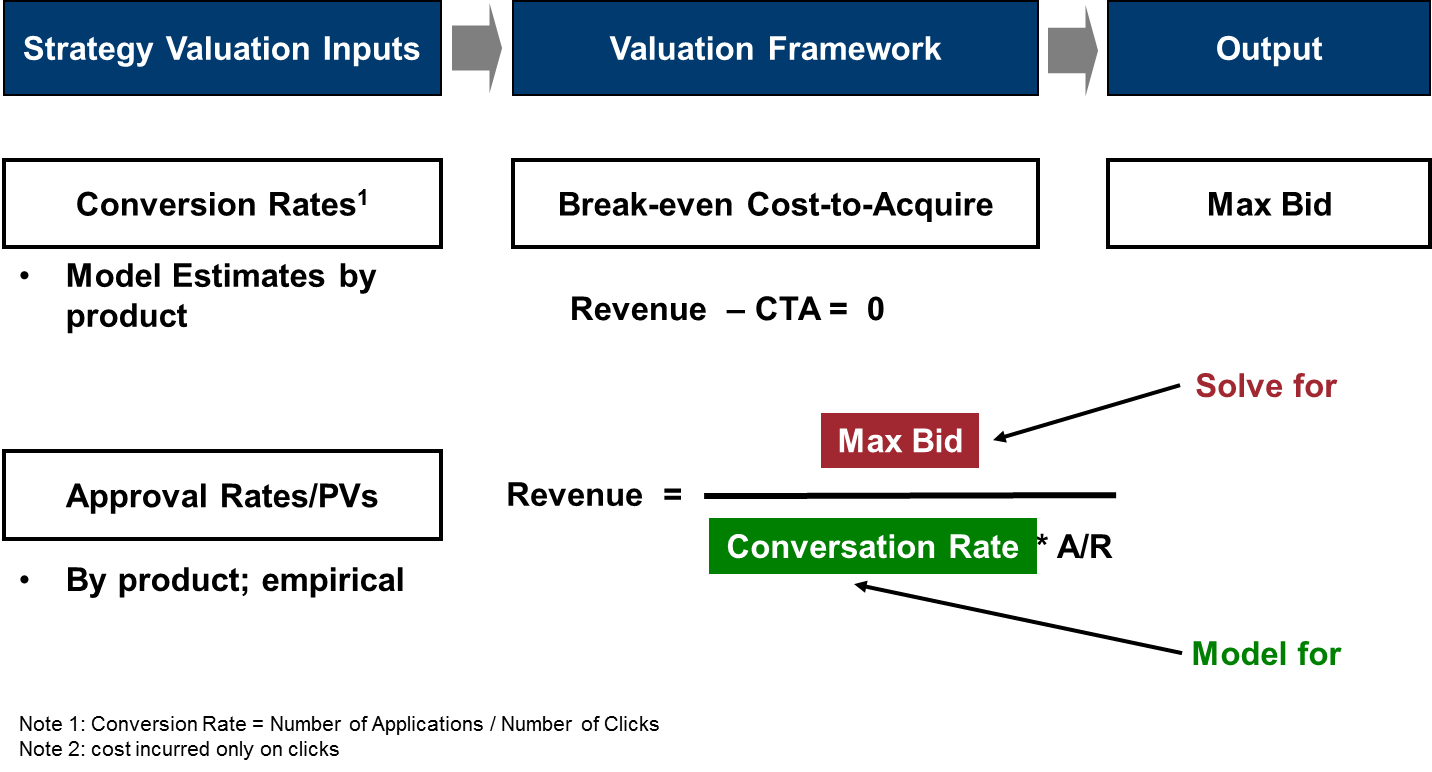 Strategy Valuation Inputs
Valuation Framework
Output
Conversion Rates1
Break-even Cost-to-Acquire
Max Bid
• Model Estimates by
product
Revenue – CTA = 0
Solve for
Max Bid
Approval Rates/PVs
Revenue =
Conversation Rate * A/R
• By product; empirical
Model for
Note 1: Conversion Rate = Number of Applications / Number of Clicks
Note 2: cost incurred only on clicks